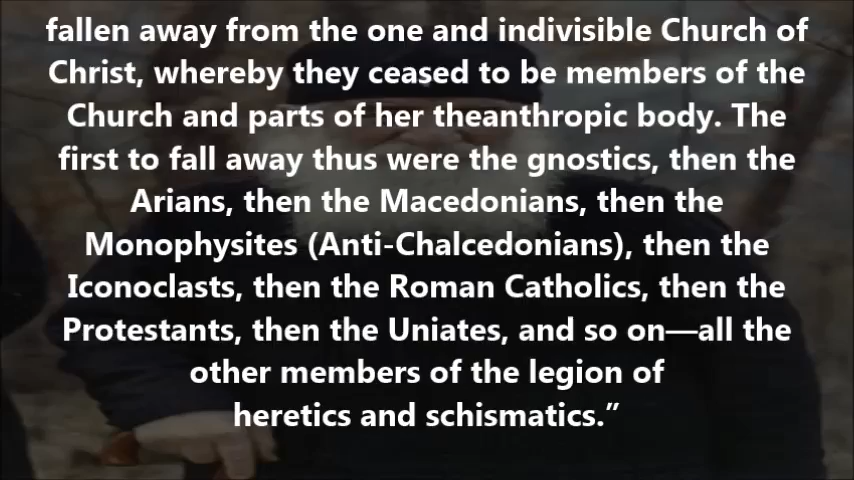 fallen away from the one and indivisible Church of
Christ, whereby they ceased to be members of the
Church and parts of her theanthropic body. The
first to fall away thus were the gnostics, then the
Arians, then the Macedonians, then the
Monophysites (Anti-Chalcedonians), then the
Iconoclasts, then the Roman Catholics, then the
Protestants, then the Uniates, and so on—all the
other members of the legion of
heretics and schismatics.”